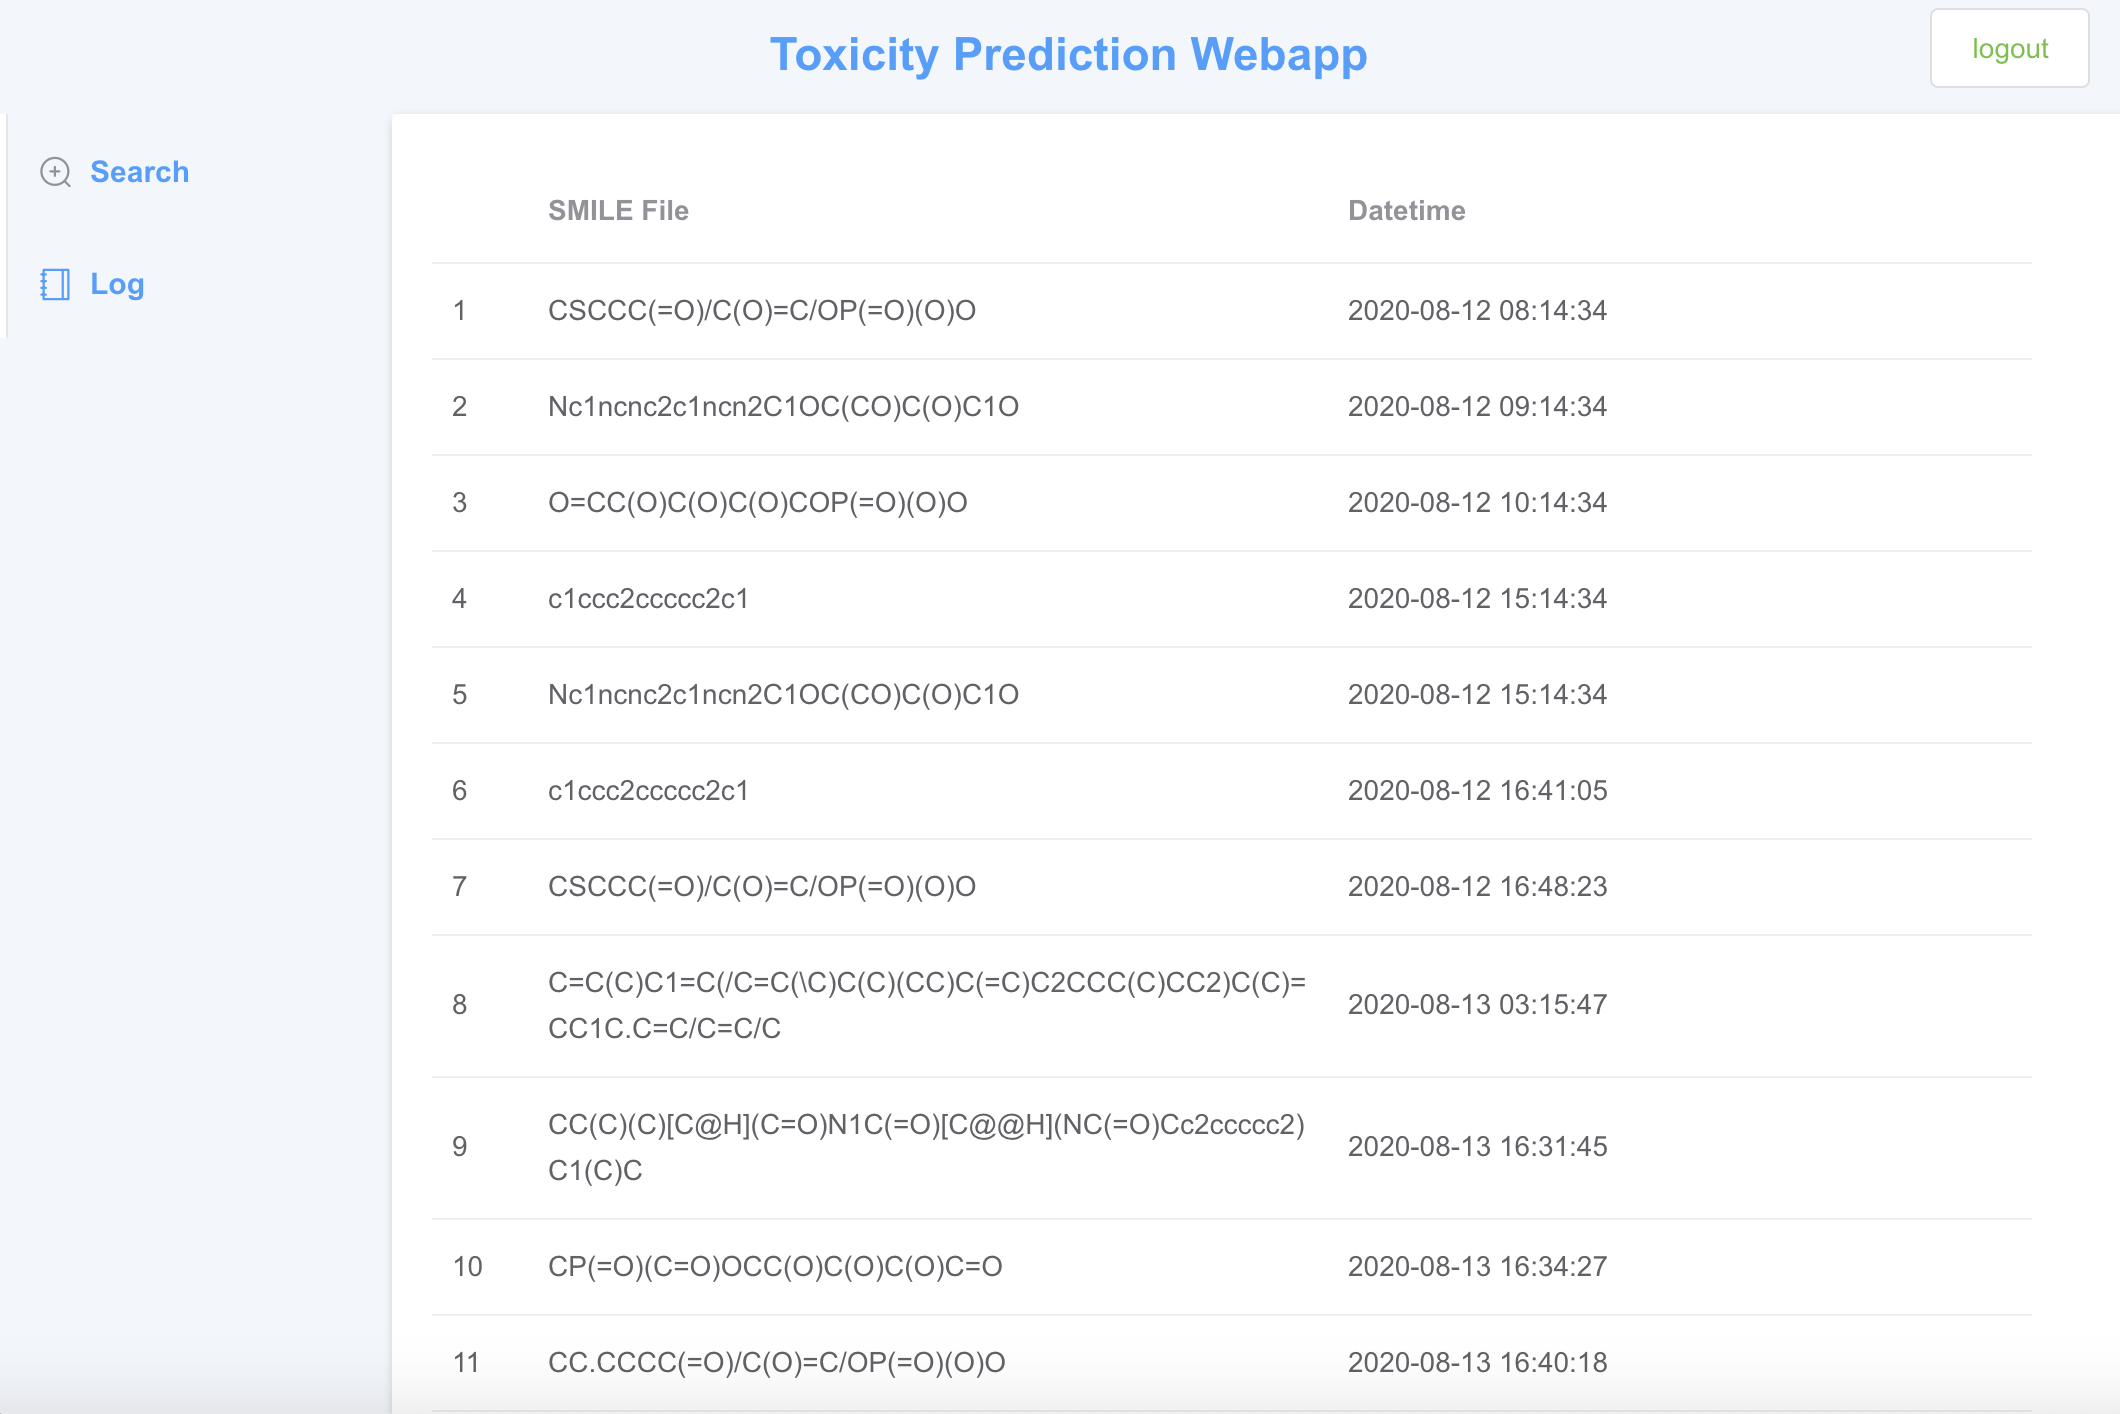 Toxicity Prediction Webapp
logout
Search
Log
SMILE File Datetime
1 CSCCC(=O)/C(O)=C/OP(=O)(O)O 2020-08-12 08:14:34
2 Nc1ncnc2c1ncn2C1OC(CO)C(O)C1O 2020-08-12 09:14:34
3 O=CC(O)C(O)C(O)COP(=O)(O)O 2020-08-12 10:14:34
4 c1ccc2ccccc2c1 2020-08-12 15:14:34
5 Nc1ncnc2c1ncn2C1OC(CO)C(O)C1O 2020-08-12 15:14:34
6 c1ccc2ccccc2c1 2020-08-12 16:41:05
7 CSCCC(=O)/C(O)=C/OP(=O)(O)O 2020-08-12 16:48:23
8 C=C(C)C1=C(/C=C(\C)C(C)(CC)C(=C)C2CCC(C)CC2)C(C)=
CC1C.C=C/C=C/C 2020-08-13 03:15:47
9 CC(C)(C)[C@H](C=O)N1C(=O)[C@@H](NC(=O)Cc2ccccc2)
C1(C)C 2020-08-13 16:31:45
10 CP(=O)(C=O)OCC(O)C(O)C(O)C=O 2020-08-13 16:34:27
11 CC.CCCC(=O)/C(O)=C/OP(=O)(O)O 2020-08-13 16:40:18